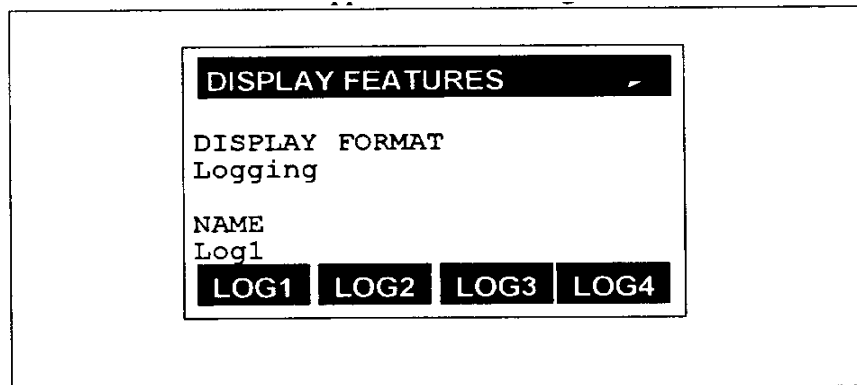 DISPLAY FEATURES
DISPLAY FORMAT
Logging
NAME
Log1
LOG1 LOG2 LOG3 LOG4